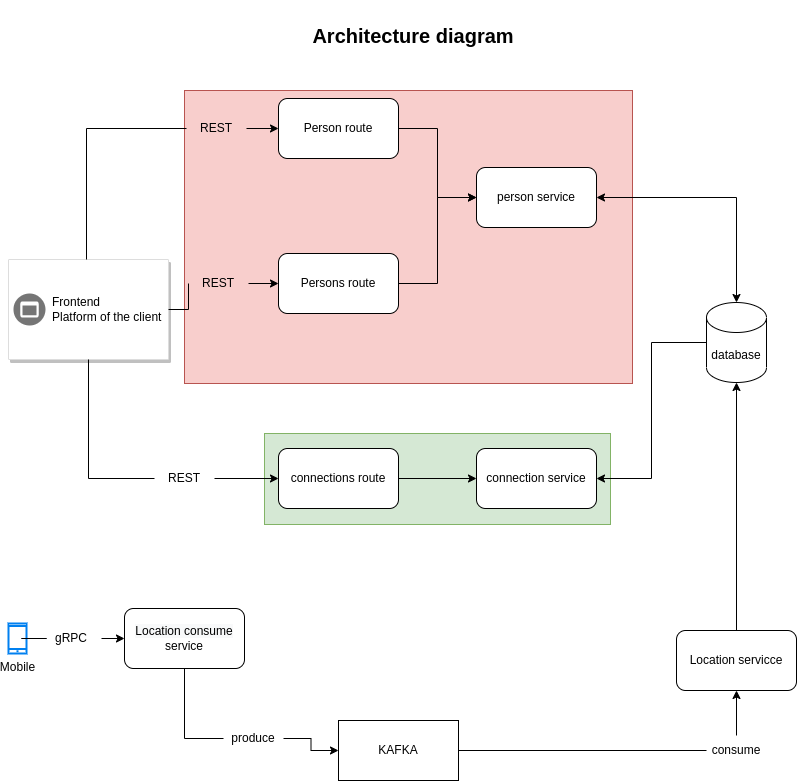 Architecture diagram
REST
Person route
person service
REST
Persons route
Frontend
Platform of the client
database
REST
connections route
connection service
Mobile
gRPC
Location consume
service
Location servicce
produce
KAFKA
consume